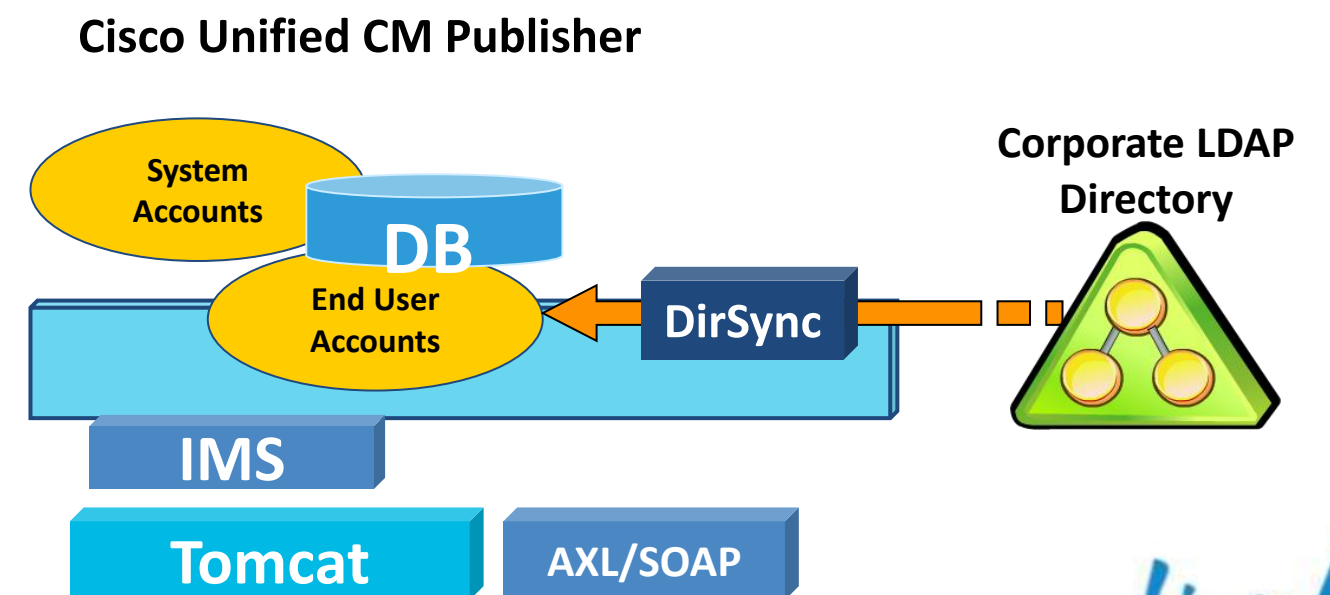 Cisco Unified CM Publisher
Corporate LDAP
Directory
System
Accounts
DB
End User
Accounts
DirSync
IMS
Tomcat
AXL/SOAP